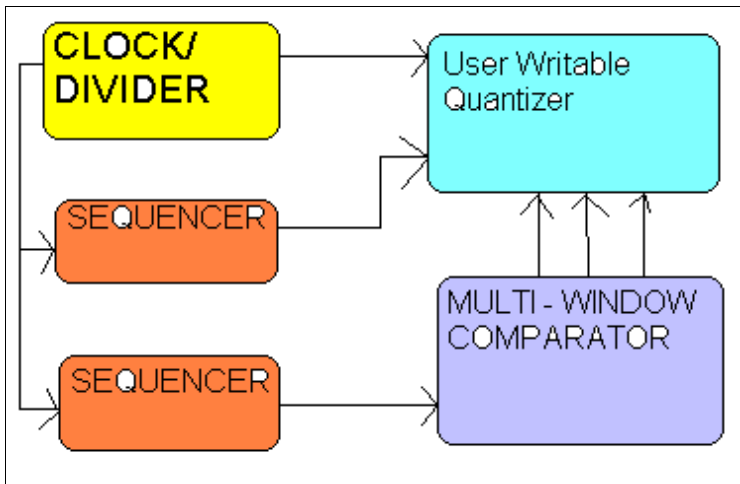 CLOCK/
DIVIDER
User Writable
Quantizer
SEQUENCER
MULTI - WINDOW
COMPARATOR
SEQUENCER